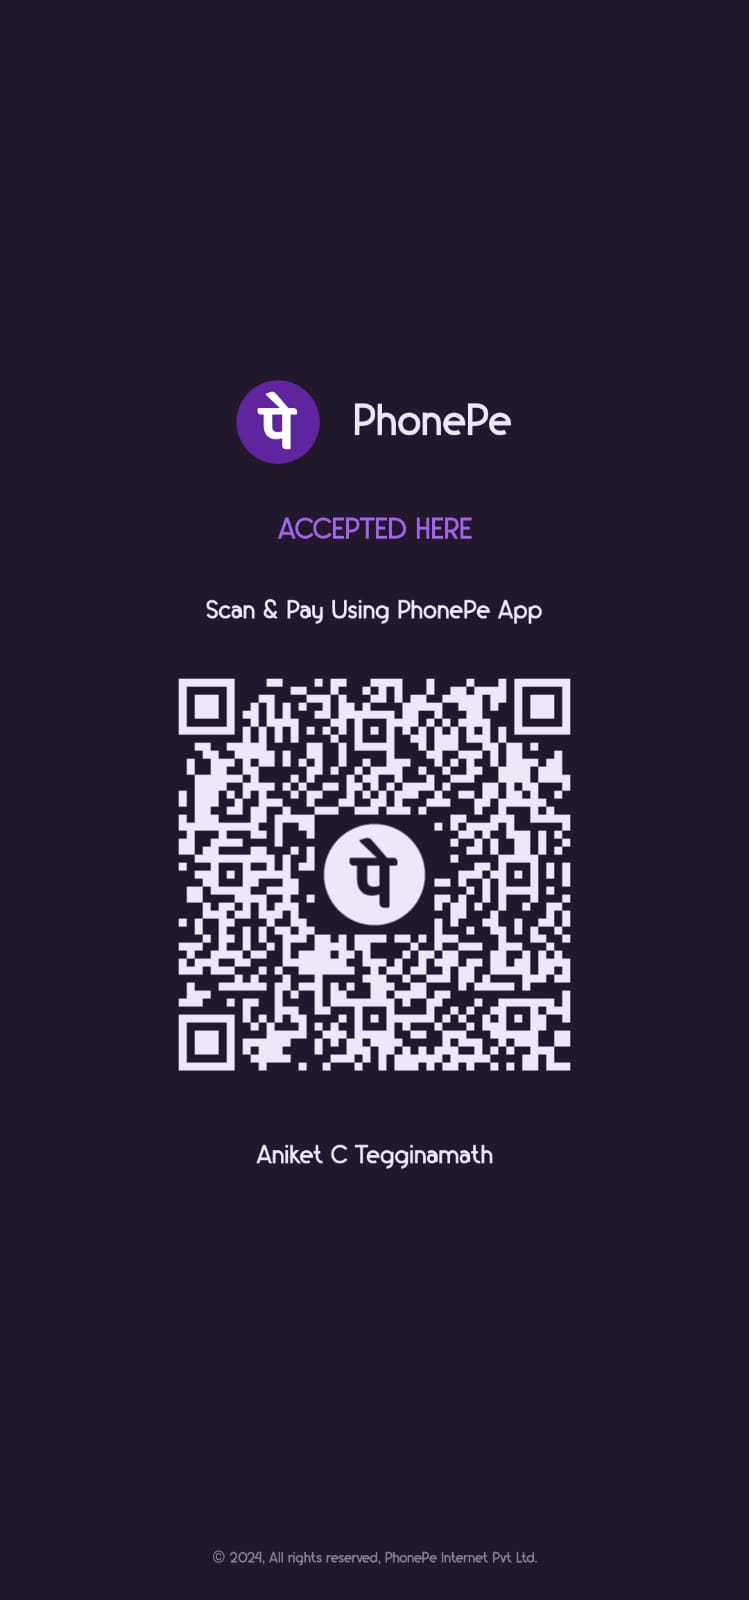 पे PhonePe
ACCEPTED HERE
Scan & Pay Using PhonePe App
पे
Aniket C Tegginamath
© 2024, All rights reserved, PhonePe Internet Pvt Ltd.